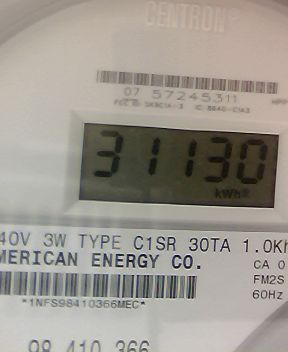 CENTRON®
07 57245311
31130
kWh
40V 3W TYPE C1SR 30TA 1.0Kh
MERICAN ENERGY CO.
CA 0
FM2S
*1NFS98410366MEC*
60Hz
98 410 366